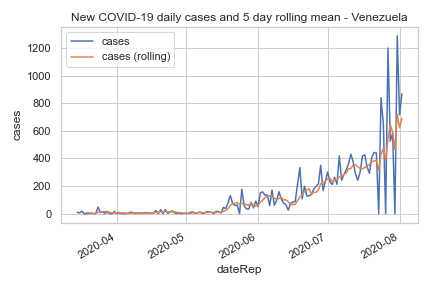 New COVID-19 daily cases and 5 day rolling mean - Venezuela
cases
cases (rolling)
1200
1000
800
600
400
200
0
cases
2020-04
2020-05
2020-06
2020-07
2020-08
dateRep